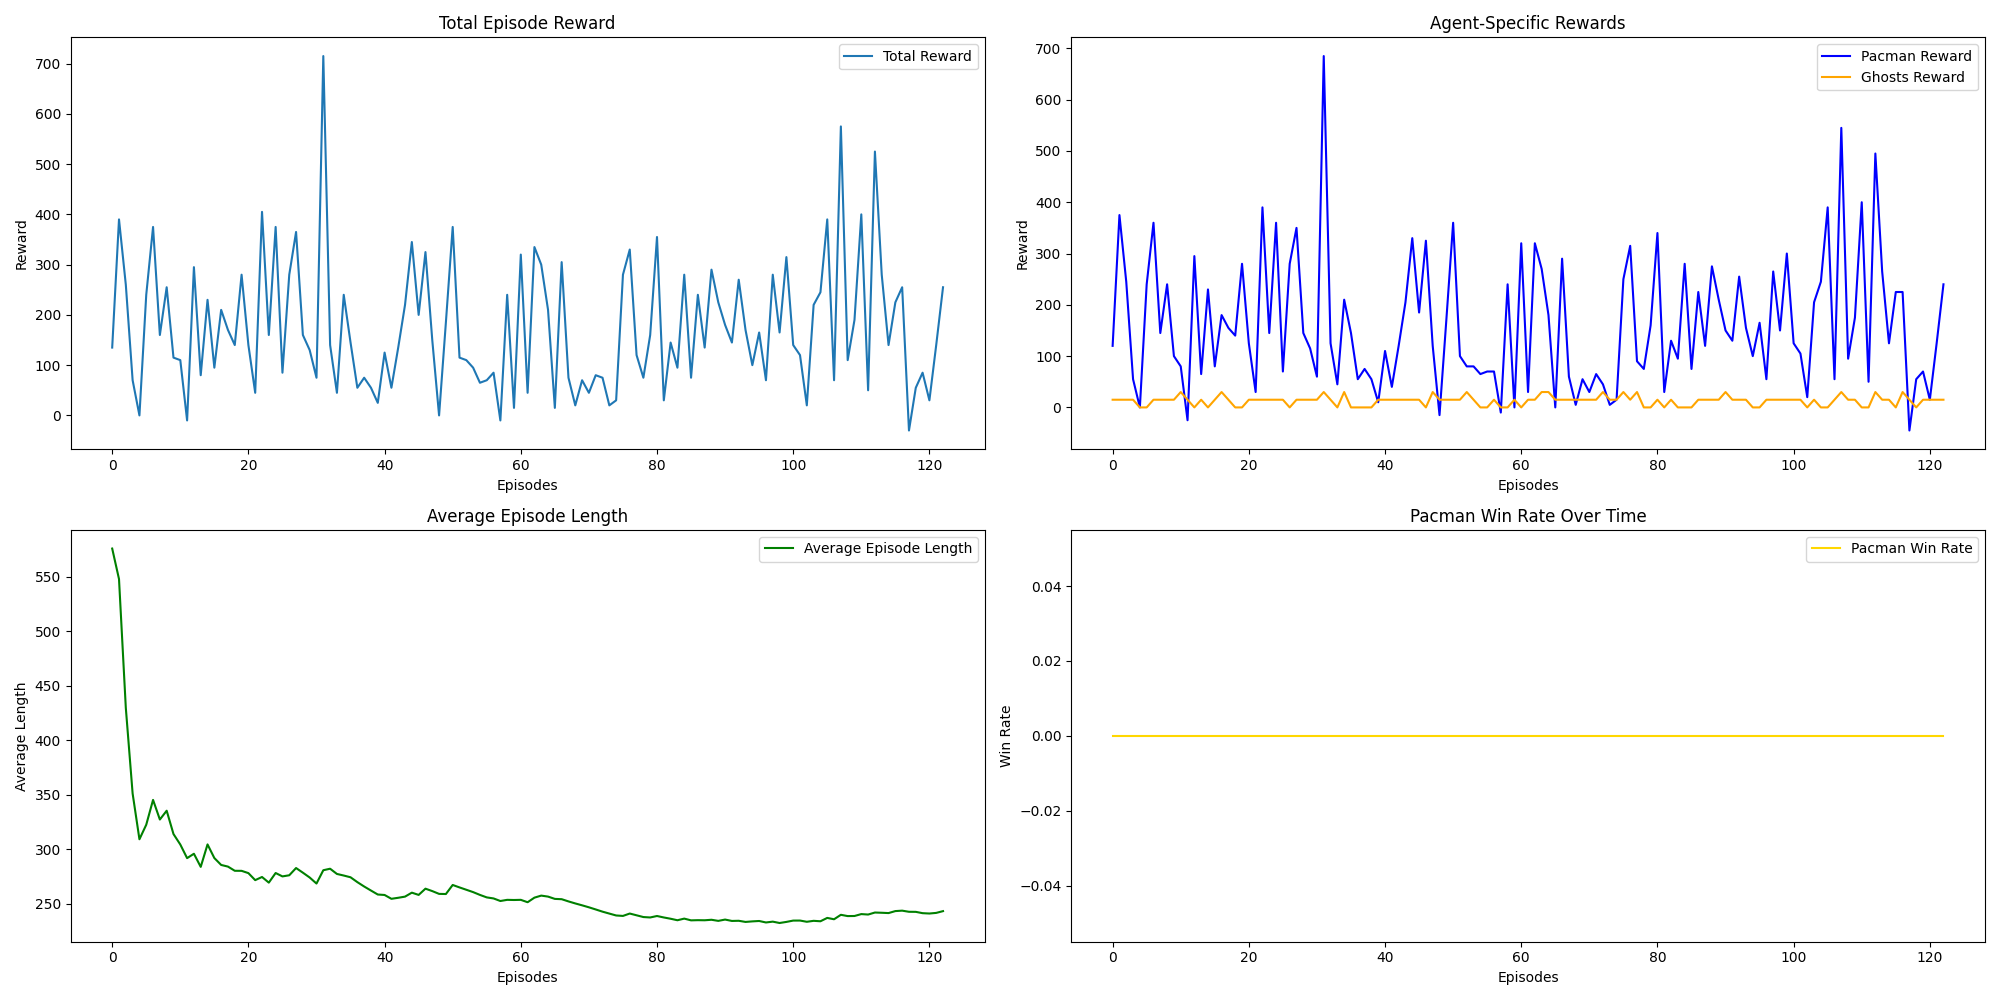 Total Episode Reward
Total Reward
Reward
700
600
500
400
300
200
100
0
0 20 40 60 80 100 120
Episodes
Agent-Specific Rewards
Pacman Reward
Ghosts Reward
Reward
700
600
500
400
300
200
100
0
0 20 40 60 80 100 120
Episodes
Average Episode Length
Average Episode Length
Average Length
550
500
450
400
350
300
250
0 20 40 60 80 100 120
Episodes
Pacman Win Rate Over Time
Pacman Win Rate
Win Rate
0.04
0.02
0.00
−0.02
−0.04
0 20 40 60 80 100 120
Episodes